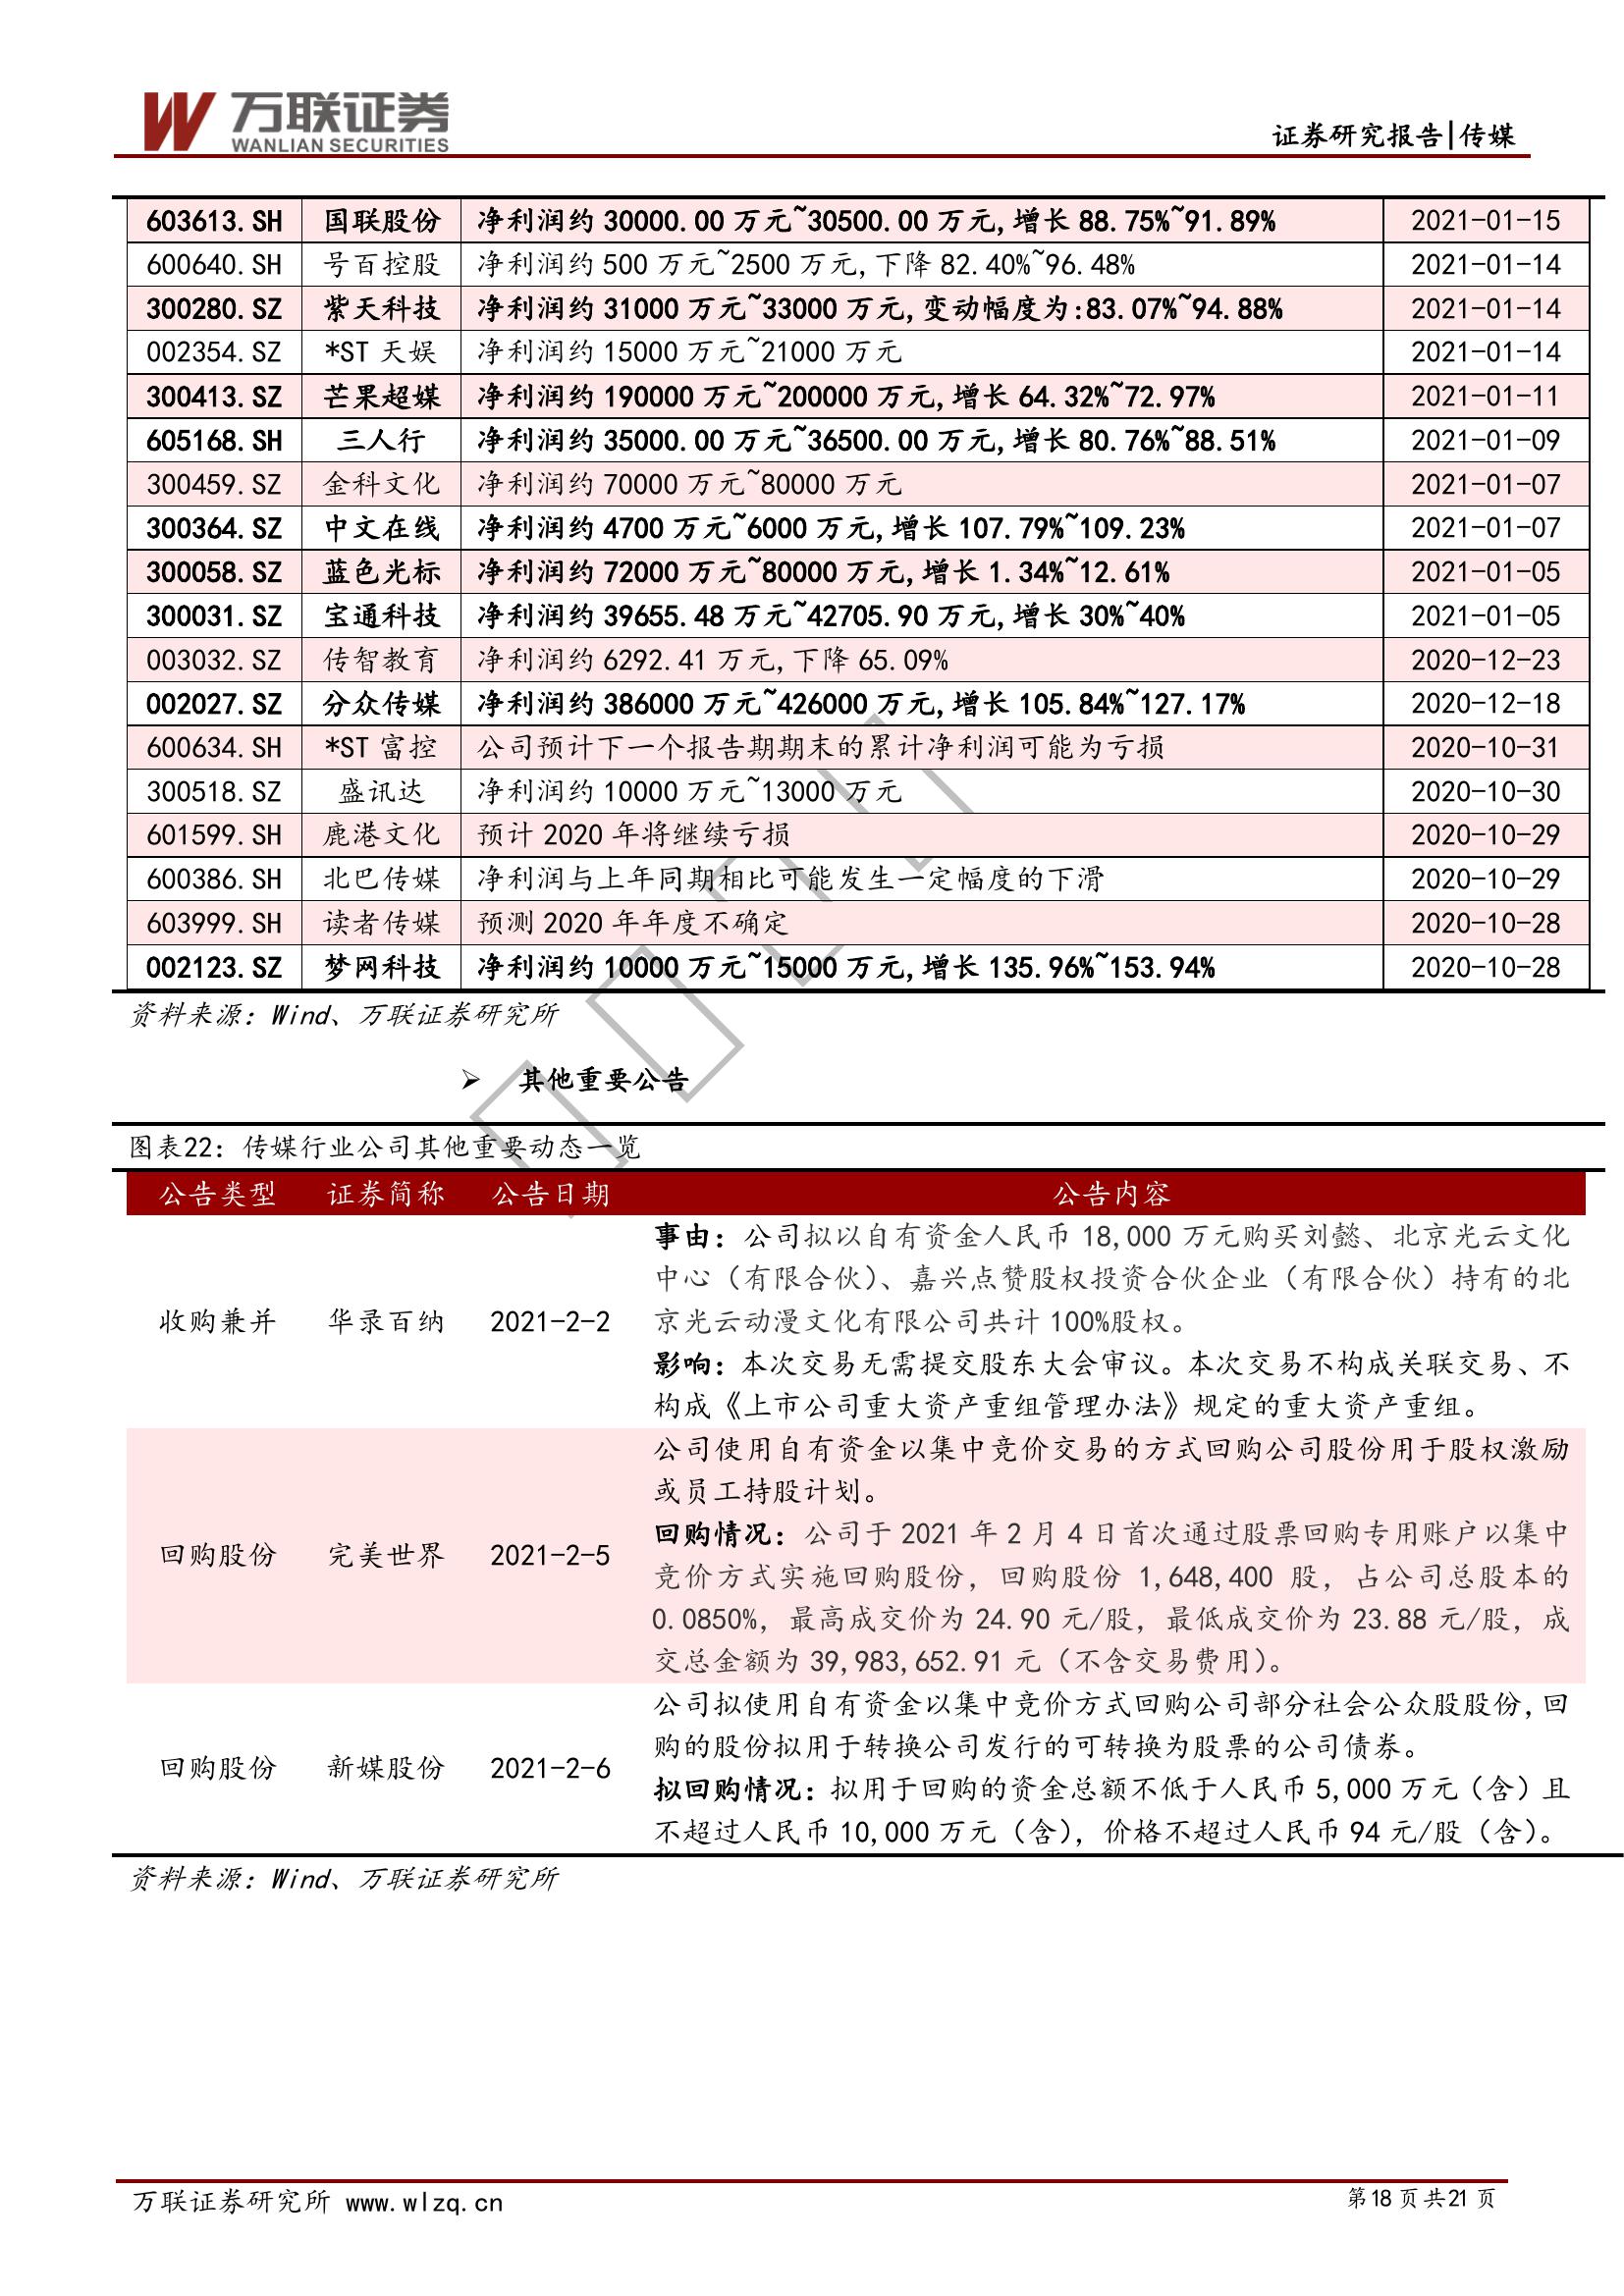 万联证券
WANLIAN SECURITIES
证券研究报告|传媒
603613.SH 国联股份 净利润约 30000.00 万元~30500.00 万元,增长 88.75%~91.89% 2021-01-15
600640.SH 号百控股 净利润约 500 万元~2500 万元,下降 82.40%~96.48% 2021-01-14
300280.SZ 紫天科技 净利润约 31000 万元~33000 万元,变动幅度为:83.07%~94.88% 2021-01-14
002354.SZ *ST 天娱 净利润约 15000 万元~21000 万元 2021-01-14
300413.SZ 芒果超媒 净利润约 190000 万元~200000 万元,增长 64.32%~72.97% 2021-01-11
605168.SH 三人行 净利润约 35000.00 万元~36500.00 万元,增长 80.76%~88.51% 2021-01-09
300459.SZ 金科文化 净利润约 70000 万元~80000 万元 2021-01-07
300364.SZ 中文在线 净利润约 4700 万元~6000 万元,增长 107.79%~109.23% 2021-01-07
300058.SZ 蓝色光标 净利润约 72000 万元~80000 万元,增长 1.34%~12.61% 2021-01-05
300031.SZ 宝通科技 净利润约 39655.48 万元~42705.90 万元,增长 30%~40% 2021-01-05
003032.SZ 传智教育 净利润约 6292.41 万元,下降 65.09% 2020-12-23
002027.SZ 分众传媒 净利润约 386000 万元~426000 万元,增长 105.84%~127.17% 2020-12-18
600634.SH *ST 富控 公司预计下一个报告期期末的累计净利润可能为亏损 2020-10-31
300518.SZ 盛讯达 净利润约 10000 万元~13000 万元 2020-10-30
601599.SH 鹿港文化 预计 2020 年将继续亏损 2020-10-29
600386.SH 北巴传媒 净利润与上年同期相比可能发生一定幅度的下滑 2020-10-29
603999.SH 读者传媒 预测 2020 年年度不确定 2020-10-28
002123.SZ 梦网科技 净利润约 10000 万元~15000 万元,增长 135.96%~153.94% 2020-10-28
资料来源：Wind、万联证券研究所
➢ 其他重要公告
图表22：传媒行业公司其他重要动态一览
公告类型 证券简称 公告日期 公告内容
事由：公司拟以自有资金人民币 18,000 万元购买刘懿、北京光云文化
中心（有限合伙）、嘉兴点赞股权投资合伙企业（有限合伙）持有的北
收购兼并 华录百纳 2021-2-2 京光云动漫文化有限公司共计 100%股权。
影响：本次交易无需提交股东大会审议。本次交易不构成关联交易、不
构成《上市公司重大资产重组管理办法》规定的重大资产重组。
公司使用自有资金以集中竞价交易的方式回购公司股份用于股权激励
或员工持股计划。
回购情况：公司于 2021 年 2 月 4 日首次通过股票回购专用账户以集中
回购股份 完美世界 2021-2-5 竞价方式实施回购股份，回购股份 1,648,400 股，占公司总股本的
0.0850%，最高成交价为 24.90 元/股，最低成交价为 23.88 元/股，成
交总金额为 39,983,652.91 元（不含交易费用）。
公司拟使用自有资金以集中竞价方式回购公司部分社会公众股股份,回
购的股份拟用于转换公司发行的可转换为股票的公司债券。
回购股份 新媒股份 2021-2-6
拟回购情况：拟用于回购的资金总额不低于人民币 5,000 万元（含）且
不超过人民币 10,000 万元（含），价格不超过人民币 94 元/股（含）。
资料来源：Wind、万联证券研究所
万联证券研究所 www.wlzq.cn 第18 页 共21 页